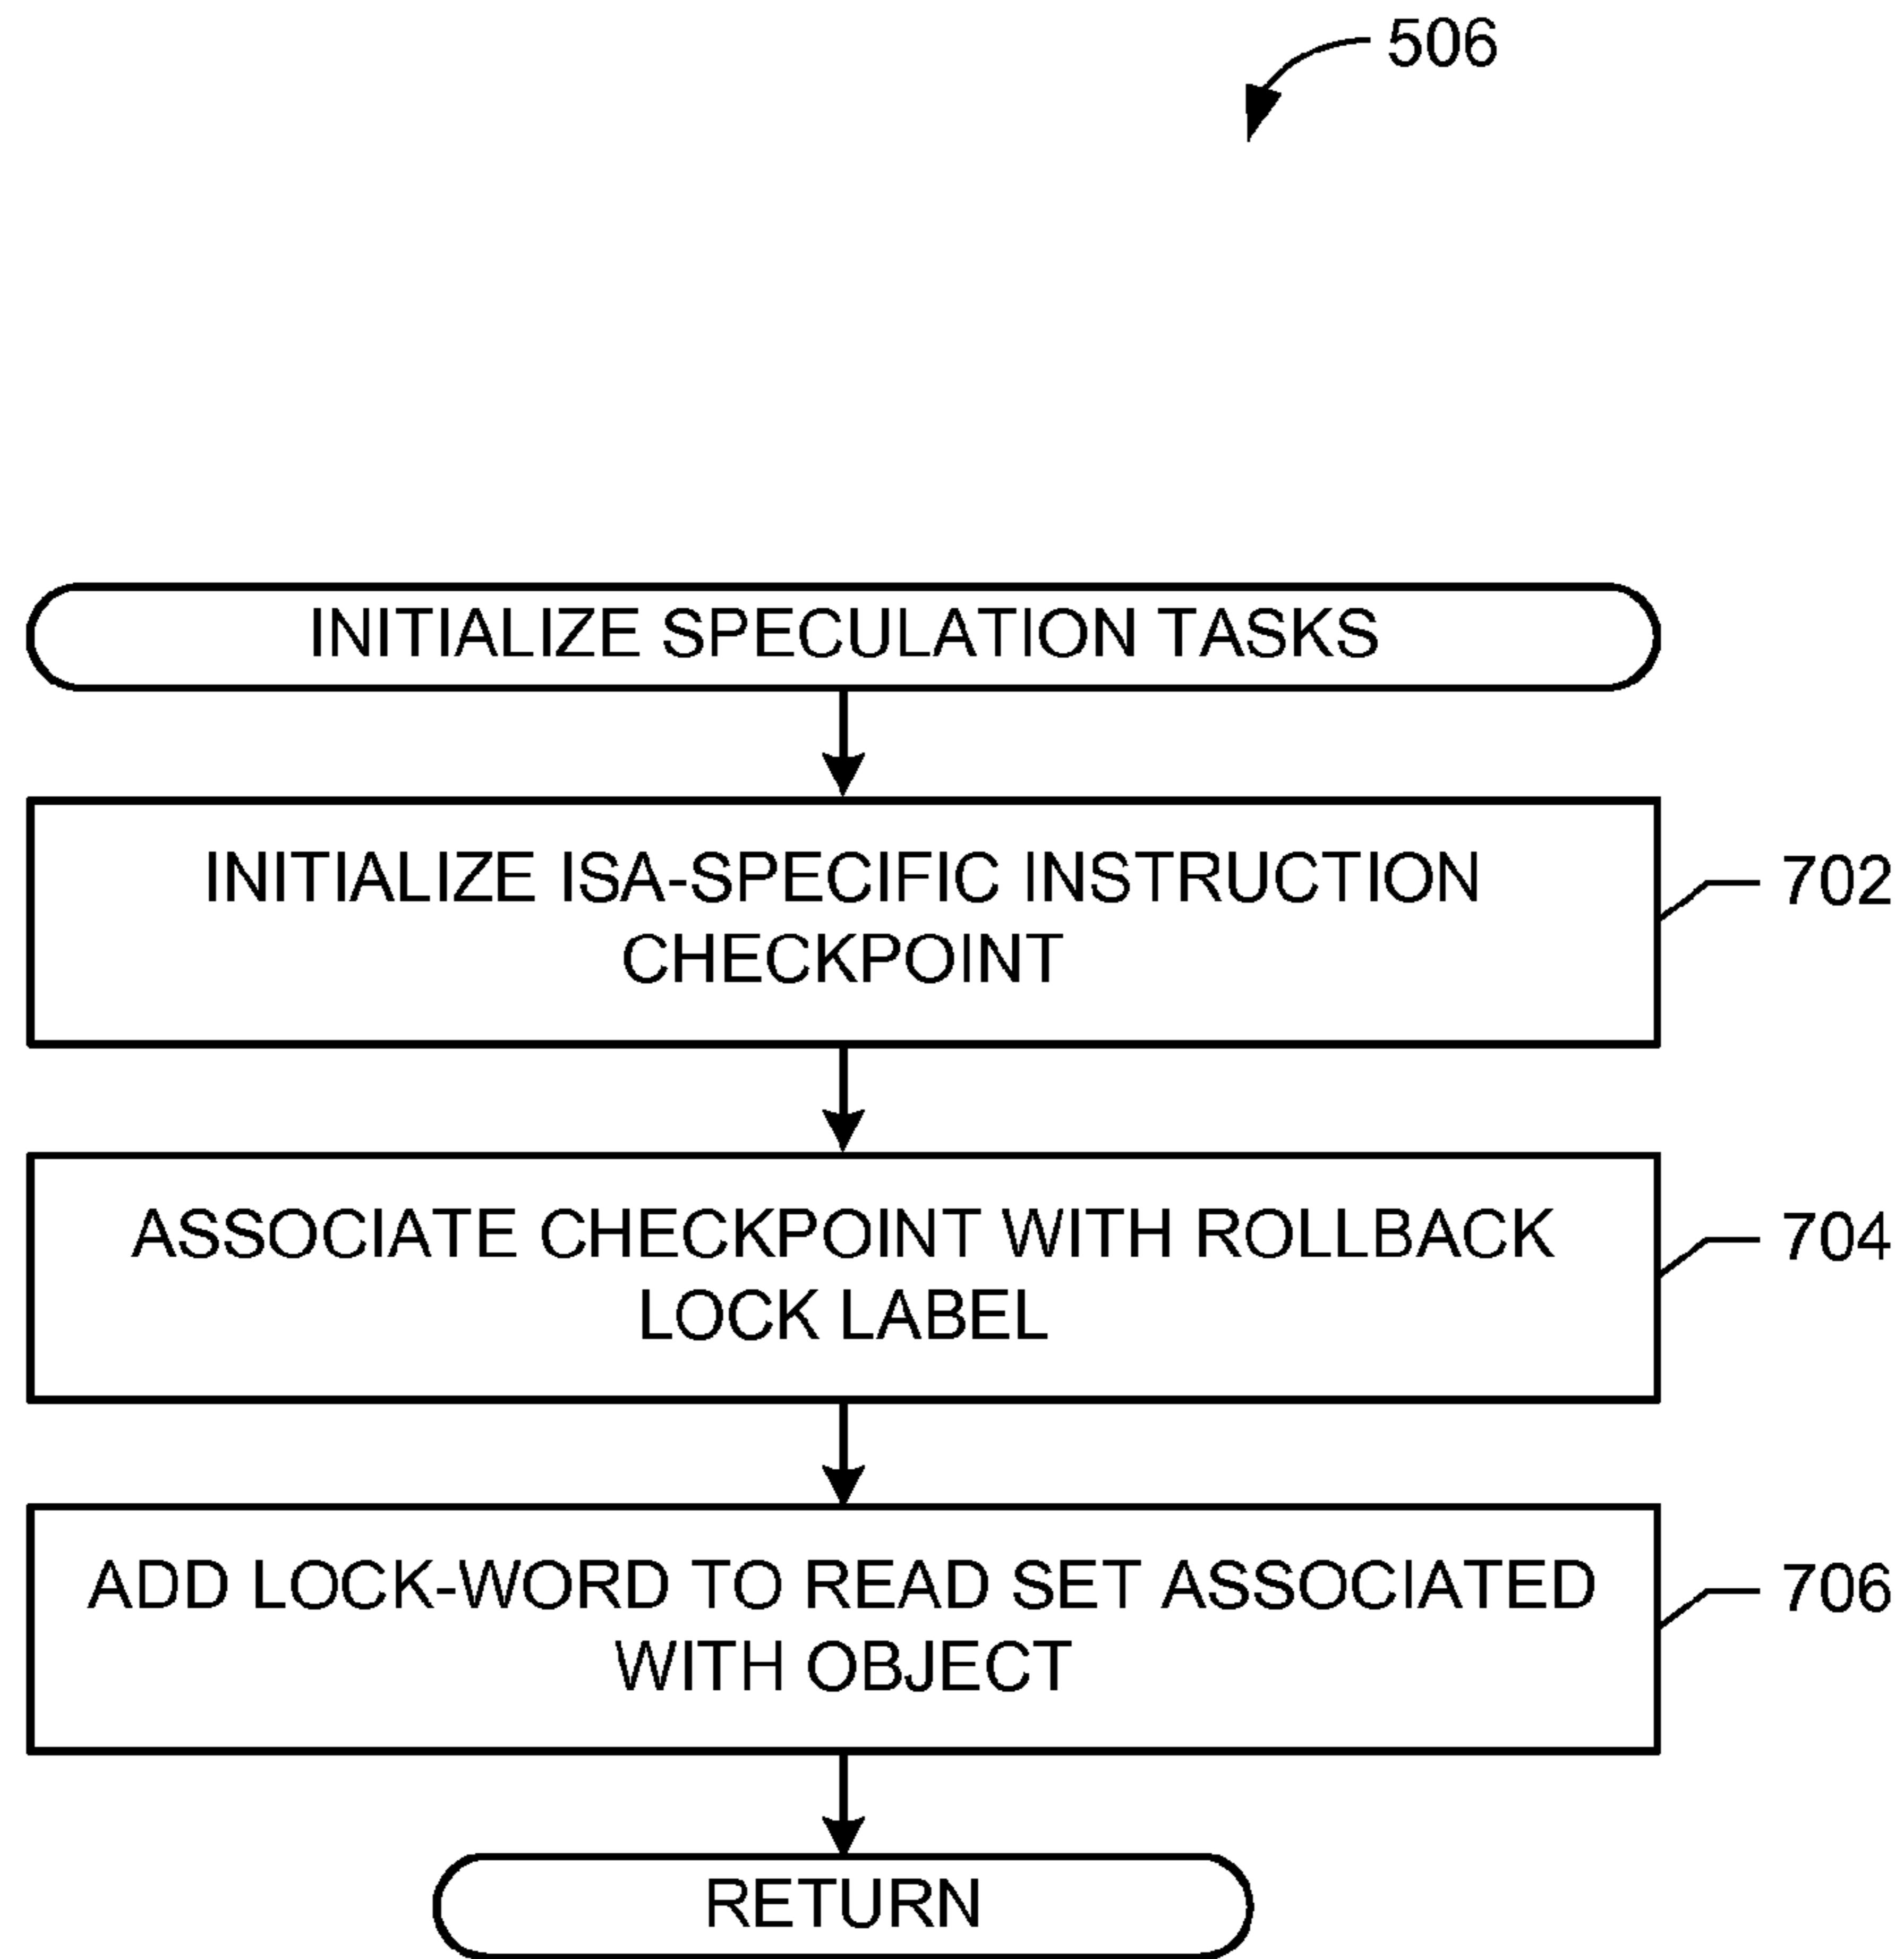 506
INITIALIZE SPECULATION TASKS
INITIALIZE ISA-SPECIFIC INSTRUCTION
CHECKPOINT
702
ASSOCIATE CHECKPOINT WITH ROLLBACK
LOCK LABEL
704
ADD LOCK-WORD TO READ SET ASSOCIATED
WITH OBJECT
706
RETURN